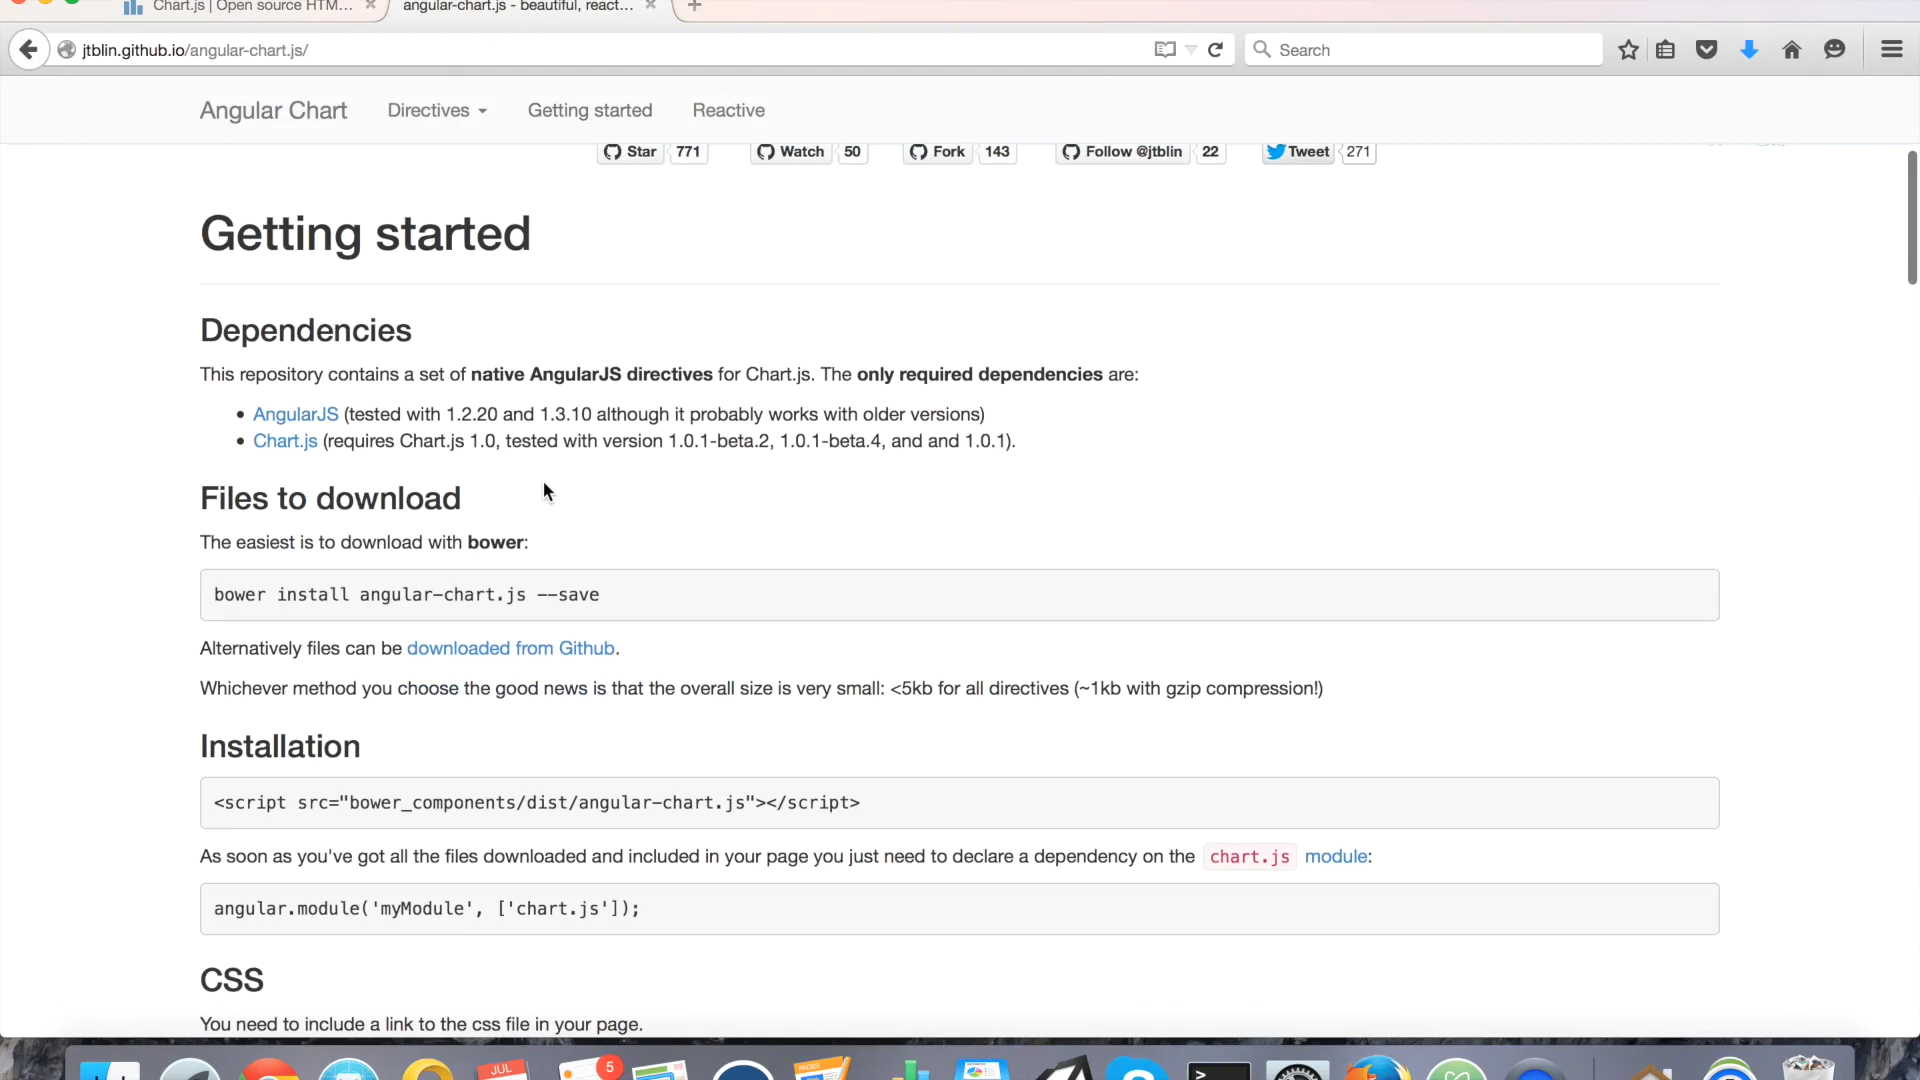 Chart.js | Open source HTM...
angular-chart.js - beautiful, react...
jtblin.github.io/angular-chart.js/
Search
Angular Chart
Directives
Getting started
Reactive
Star 771
Watch 50
Fork 143
Follow @jtblin 22
Tweet 271
Getting started
Dependencies
This repository contains a set of native AngularJS directives for Chart.js. The only required dependencies are:
• AngularJS (tested with 1.2.20 and 1.3.10 although it probably works with older versions)
• Chart.js (requires Chart.js 1.0, tested with version 1.0.1-beta.2, 1.0.1-beta.4, and and 1.0.1).
Files to download
The easiest is to download with bower:
bower install angular-chart.js --save
Alternatively files can be downloaded from Github.
Whichever method you choose the good news is that the overall size is very small: <5kb for all directives (~1kb with gzip compression!)
Installation
<script src="bower_components/dist/angular-chart.js"></script>
As soon as you've got all the files downloaded and included in your page you just need to declare a dependency on the chart.js module:
angular.module('myModule', ['chart.js']);
CSS
You need to include a link to the css file in your page.
JUL
5
PAGES